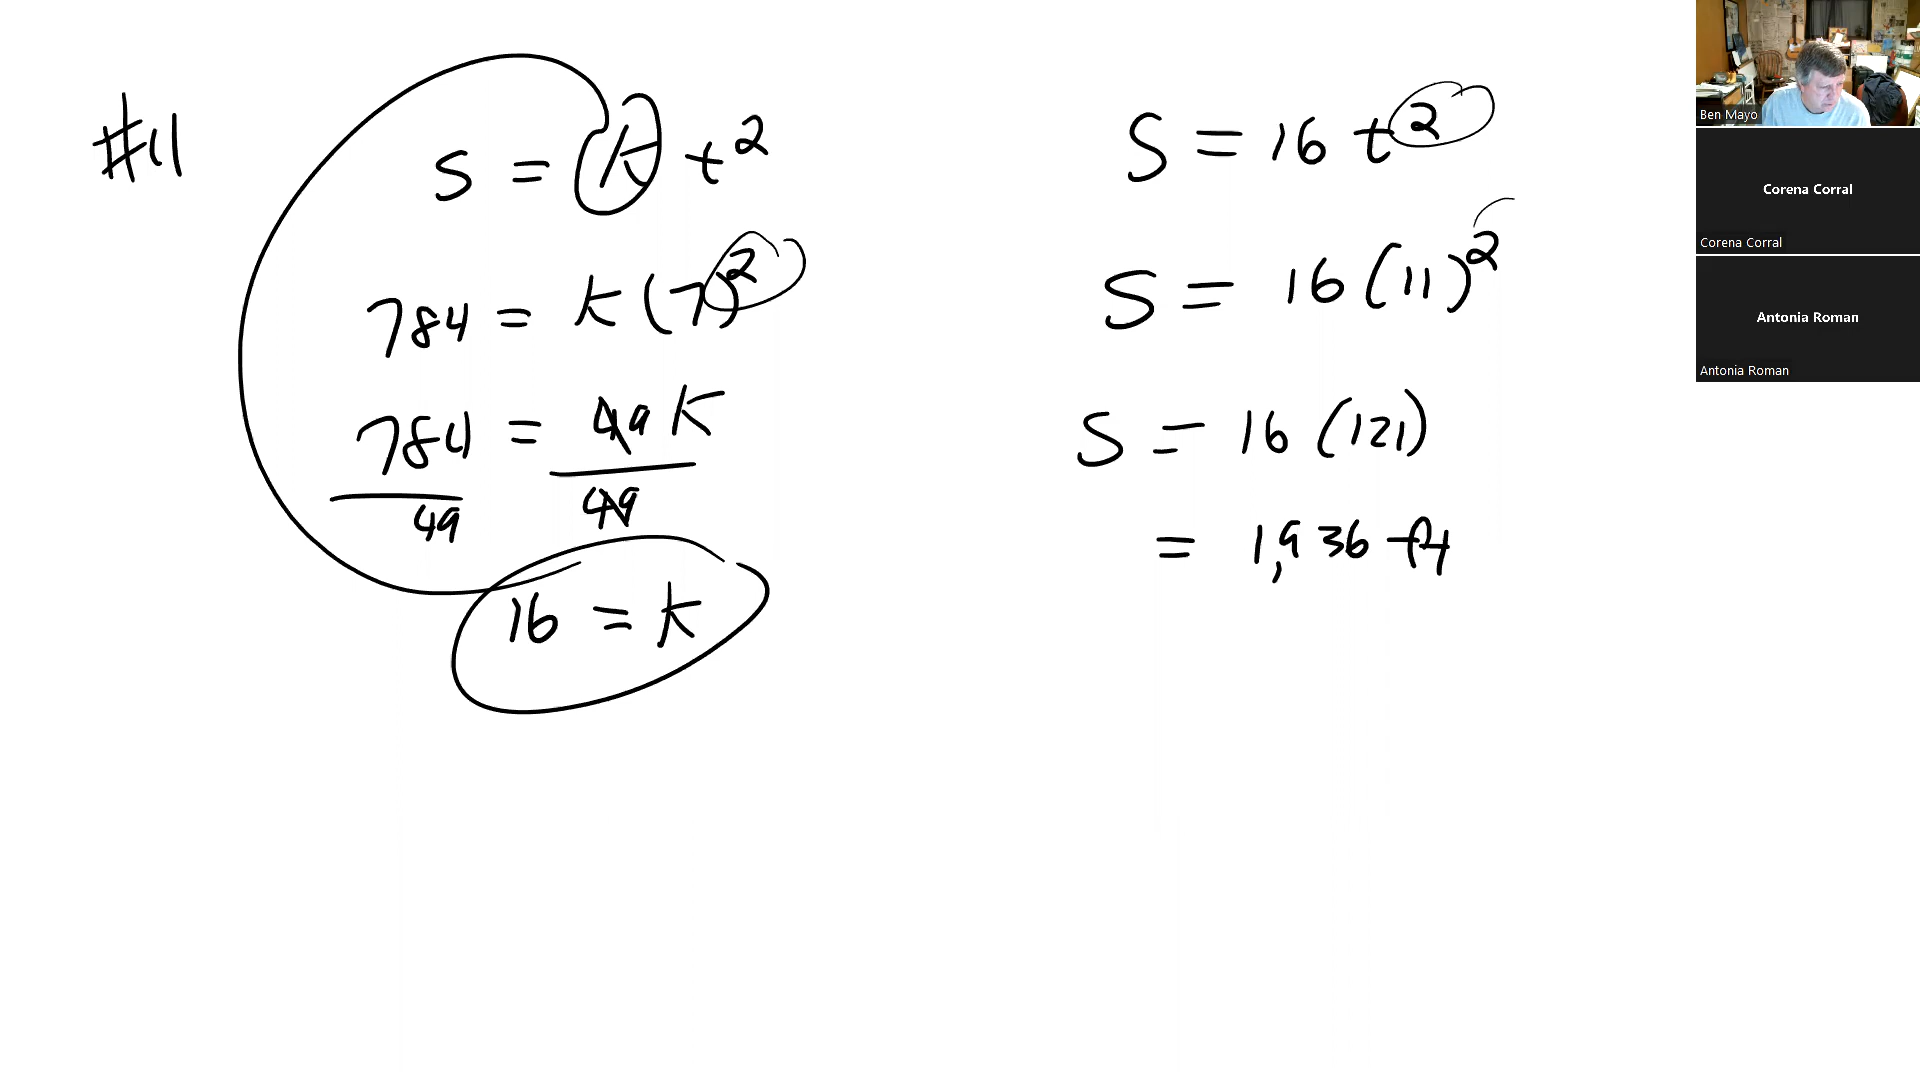 #11
S = k t²
784 = k(7)²
784 = 49k
49 49
16 = k
S = 16 t²
S = 16(11)²
S = 16(121)
= 1,936 ft
Ben Mayo
Corena Corral
Corena Corral
Antonia Roman
Antonia Roman